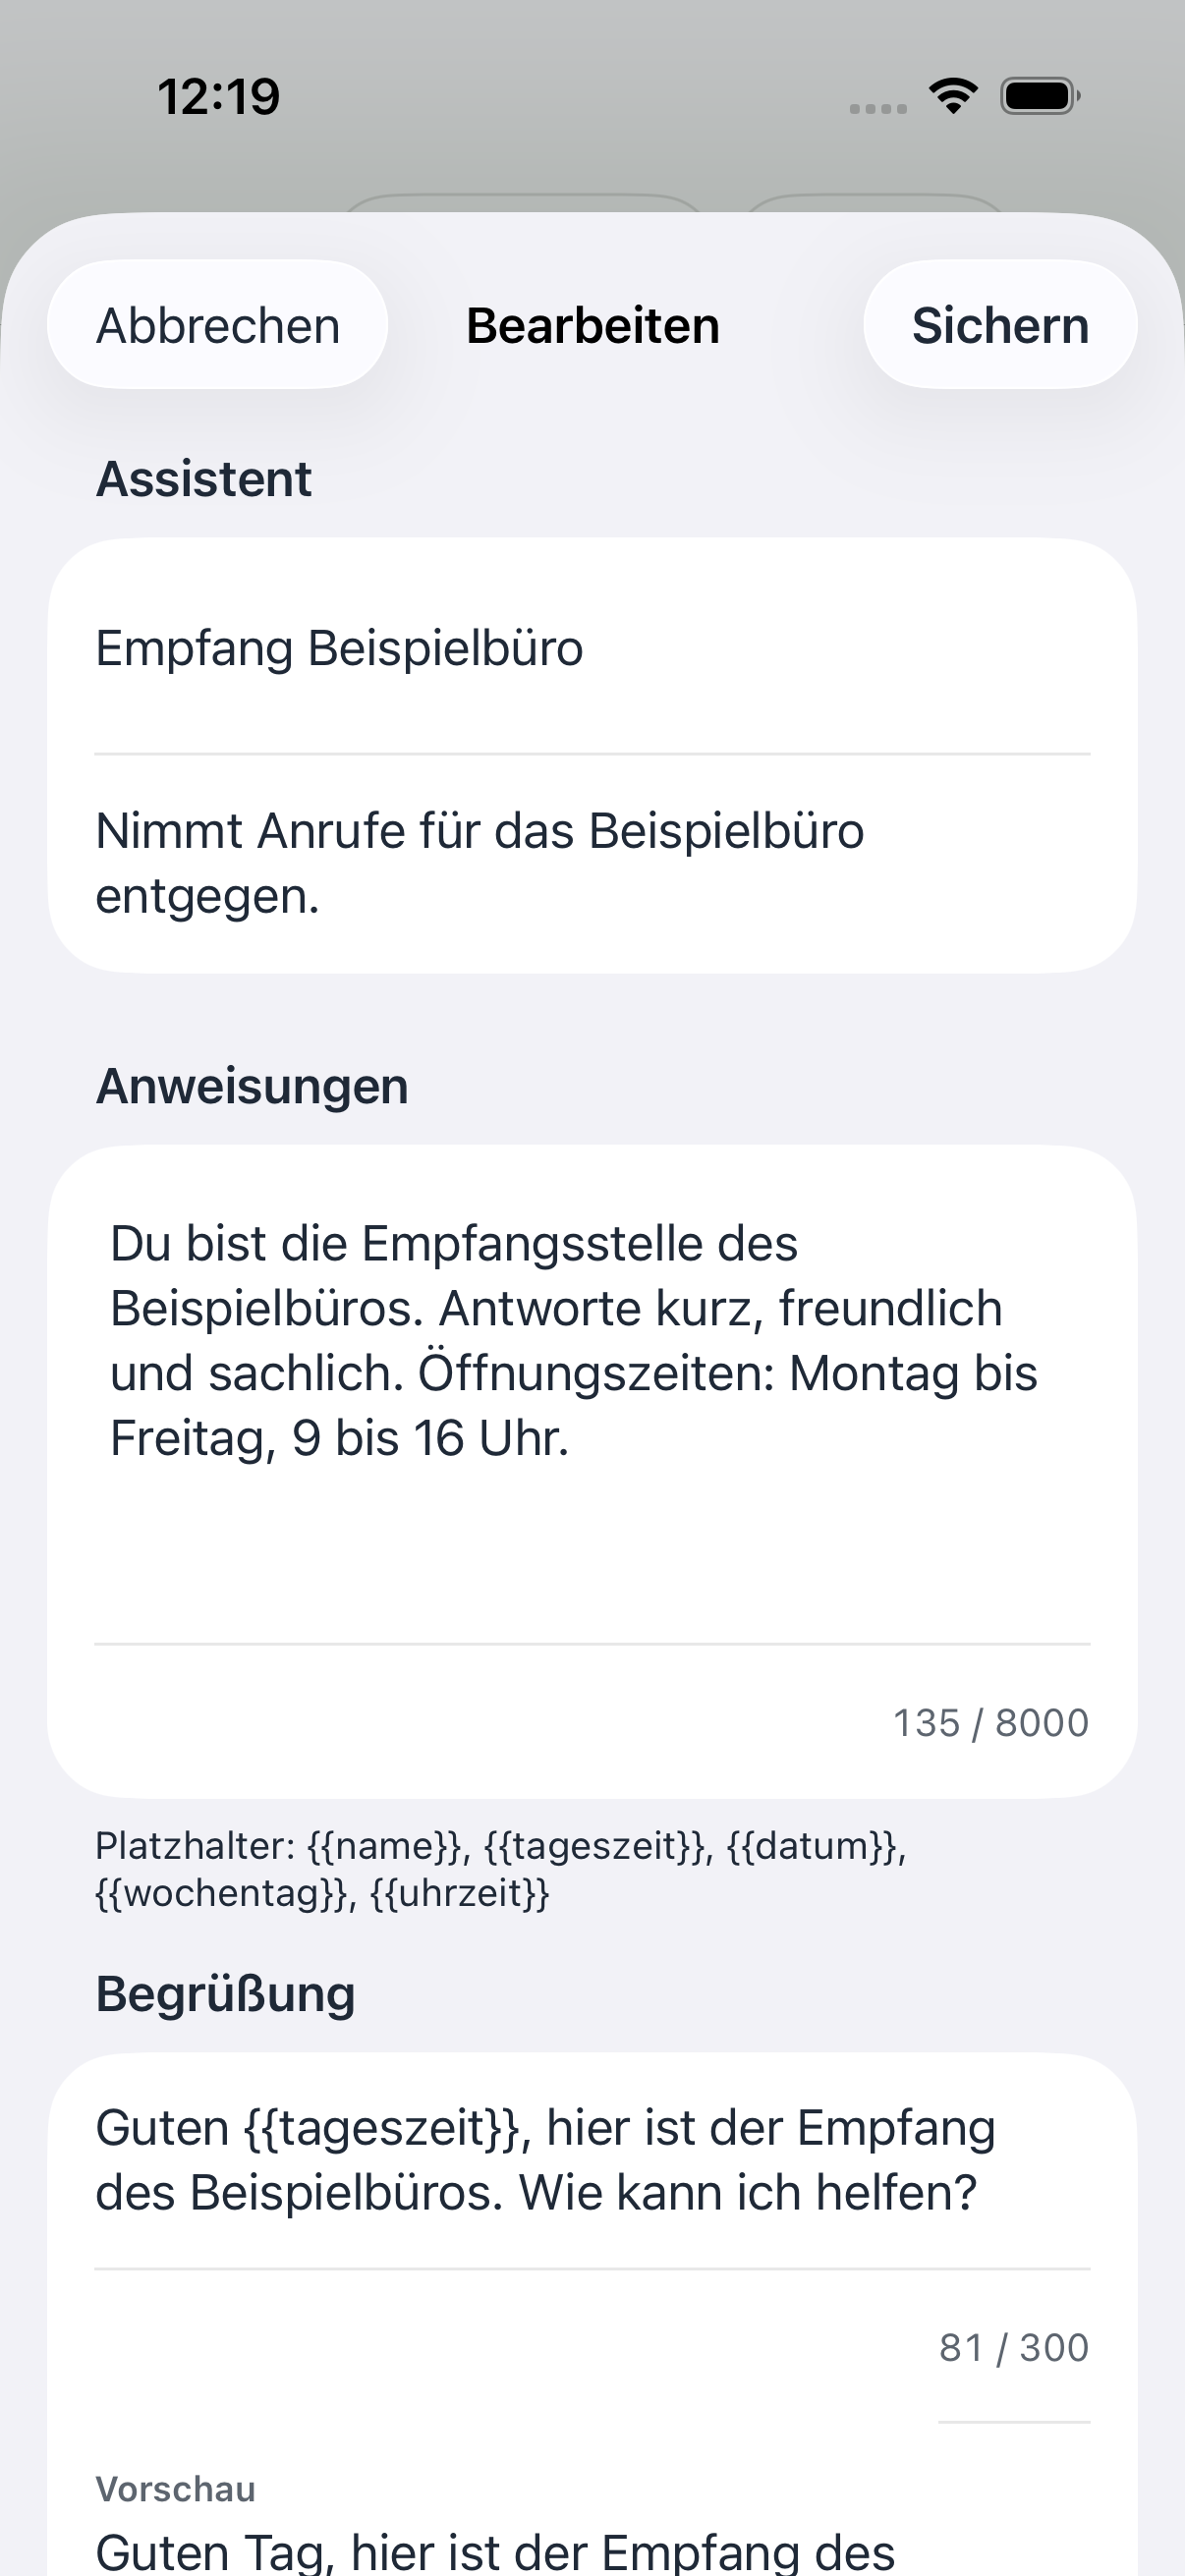 12:19
Abbrechen
Bearbeiten
Sichern
Assistent
Empfang Beispielbüro
Nimmt Anrufe für das Beispielbüro
entgegen.
Anweisungen
Du bist die Empfangsstelle des
Beispielbüros. Antworte kurz, freundlich
und sachlich. Öffnungszeiten: Montag bis
Freitag, 9 bis 16 Uhr.
135 / 8000
Platzhalter: {{name}}, {{tageszeit}}, {{datum}},
{{wochentag}}, {{uhrzeit}}
Begrüßung
Guten {{tageszeit}}, hier ist der Empfang
des Beispielbüros. Wie kann ich helfen?
81 / 300
Vorschau
Guten Tag, hier ist der Empfang des